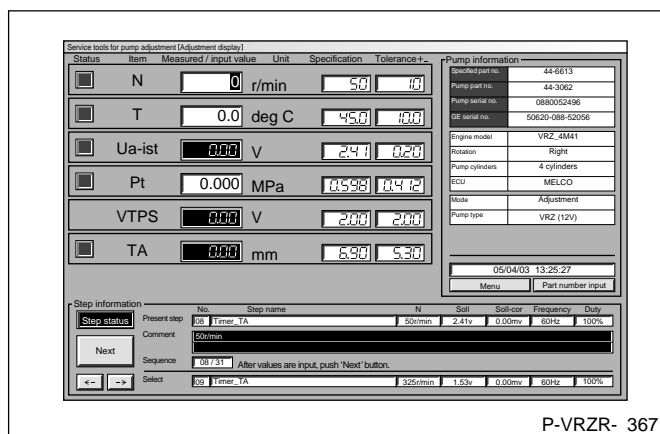 Service tools for pump adjustment [Adjustment display]
Status Item Measured / input value Unit Specification Tolerance+_
N 0 r/min 50 10
T 0.0 deg C 45.0 10.0
Ua-ist 0.00 V 2.41 0.20
Pt 0.000 MPa 0.598 0.412
VTPS 0.00 V 2.00 2.00
TA 0.00 mm 6.90 5.30
Pump information
Specified part no. 44-6613
Pump part no. 44-3062
Pump serial no. 0880052496
GE serial no. 50620-088-52056
Engine model VRZ_4M41
Rotation Right
Pump cylinders 4 cylinders
ECU MELCO
Mode Adjustment
Pump type VRZ (12V)
05/04/03 13:25:27
Menu Part number input
Step information
No. Step name N Soll Soll-cor Frequency Duty
Step status Present step 08 Timer_TA 50r/min 2.41v 0.00mv 60Hz 100%
Comment 50r/min
Next
Sequence 08 / 31 After values are input, push 'Next' button.
<- -> Select 09 Timer_TA 325r/min 1.53v 0.00mv 60Hz 100%
P-VRZR- 367